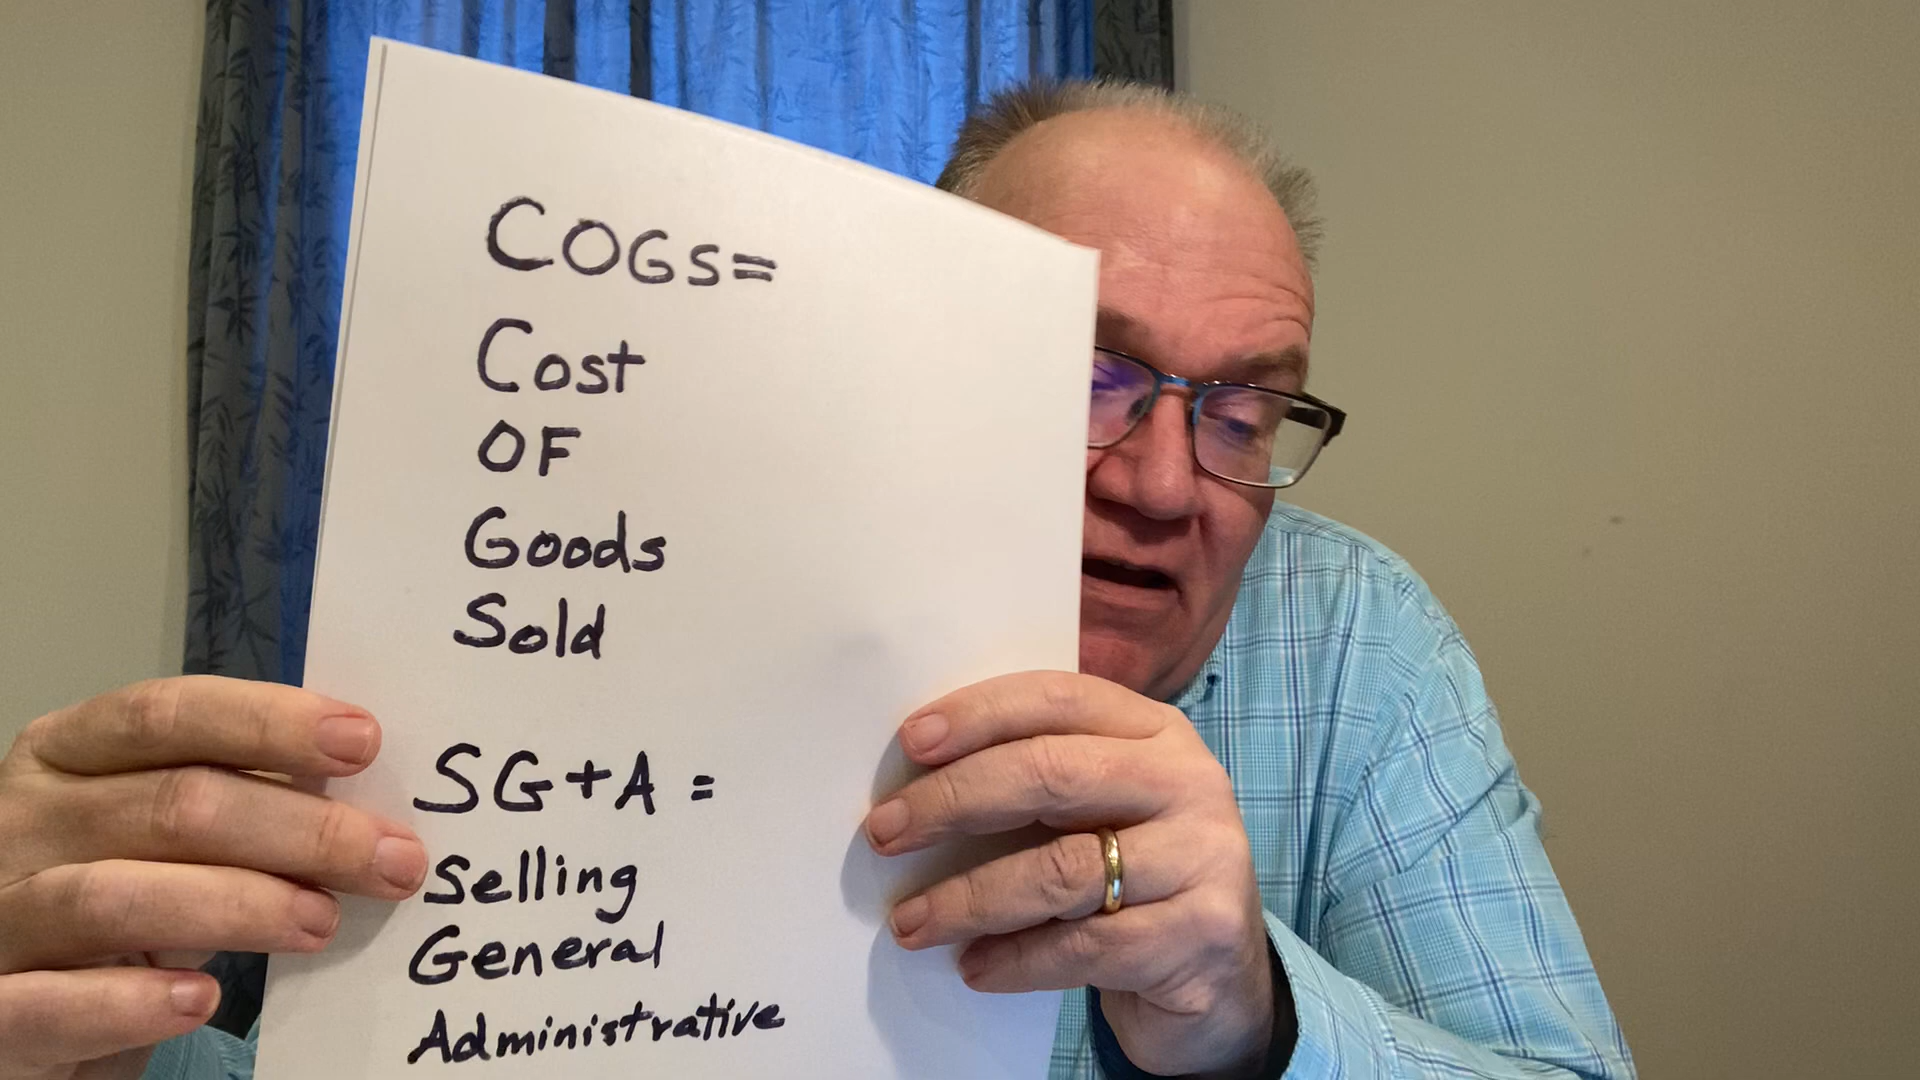 COGS=
Cost
OF
Goods
Sold
SG+A =
Selling
General
Administrative